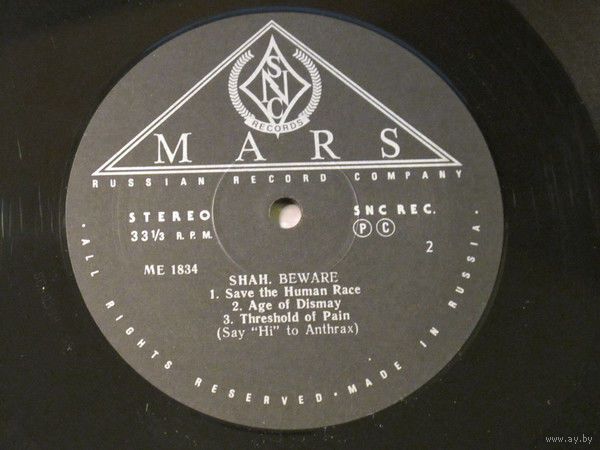 SNC
RECORDS
MARS
RUSSIAN RECORD COMPANY
STEREO
33 1/3 R.P.M.
SNC REC.
Ⓟ Ⓒ
ME 1834
2
SHAH. BEWARE
1. Save the Human Race
2. Age of Dismay
3. Threshold of Pain
(Say "Hi" to Anthrax)
· ALL RIGHTS RESERVED · MADE IN RUSSIA ·
www.ay.by